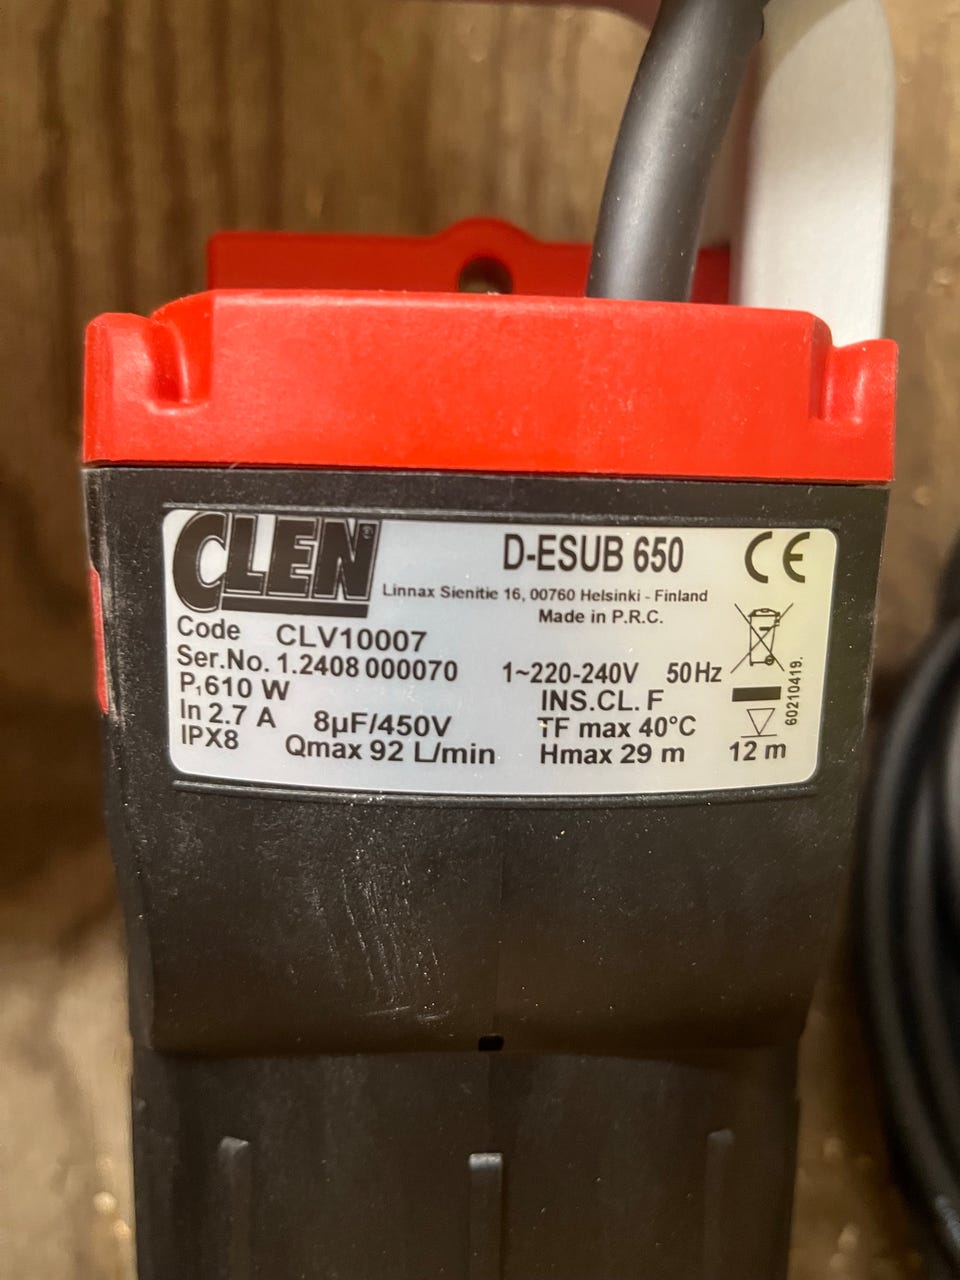 CLEN®
D-ESUB 650
CE
Linnax Sienitie 16, 00760 Helsinki - Finland
Made in P.R.C.
Code CLV10007
Ser.No. 1.2408 000070
1~220-240V 50Hz
P₁610 W
INS.CL. F
In 2.7 A 8µF/450V
TF max 40°C
IPX8 Qmax 92 L/min
Hmax 29 m
12 m
60210419.